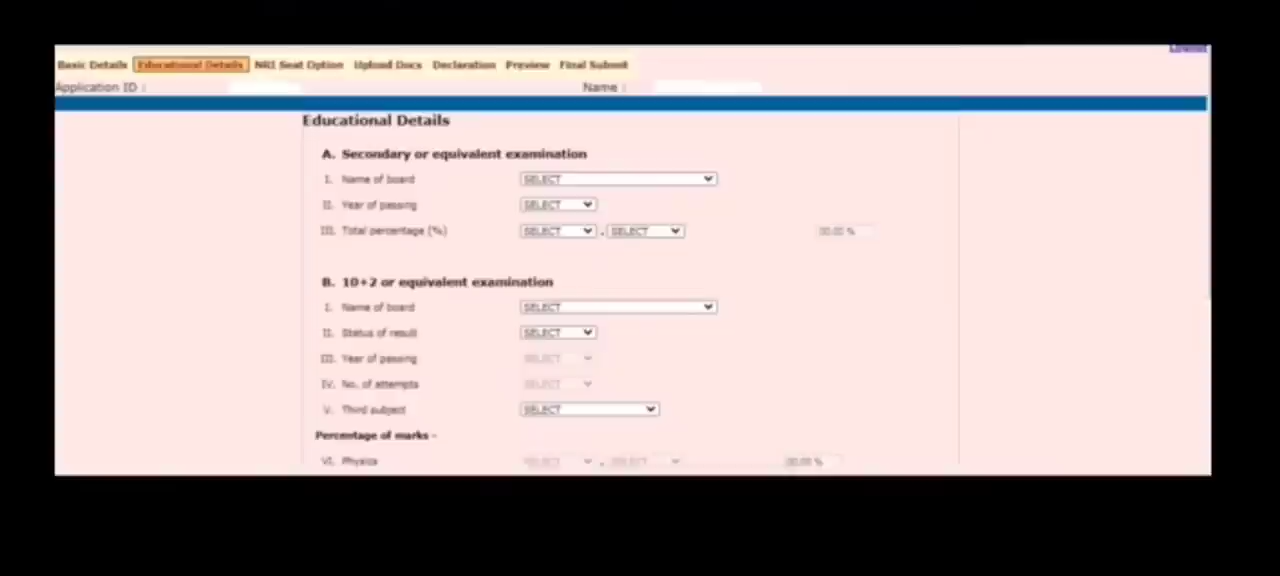 Logout
Basic Details Educational Details NRI Seat Option Upload Docs Declaration Preview Final Submit
Application ID : Name :
Educational Details
A. Secondary or equivalent examination
I. Name of board SELECT
II. Year of passing SELECT
III. Total percentage (%) SELECT . SELECT 00.00 %
B. 10+2 or equivalent examination
I. Name of board SELECT
II. Status of result SELECT
III. Year of passing SELECT
IV. No. of attempts SELECT
V. Third subject SELECT
Percentage of marks -
VI. Physics SELECT . SELECT 00.00 %